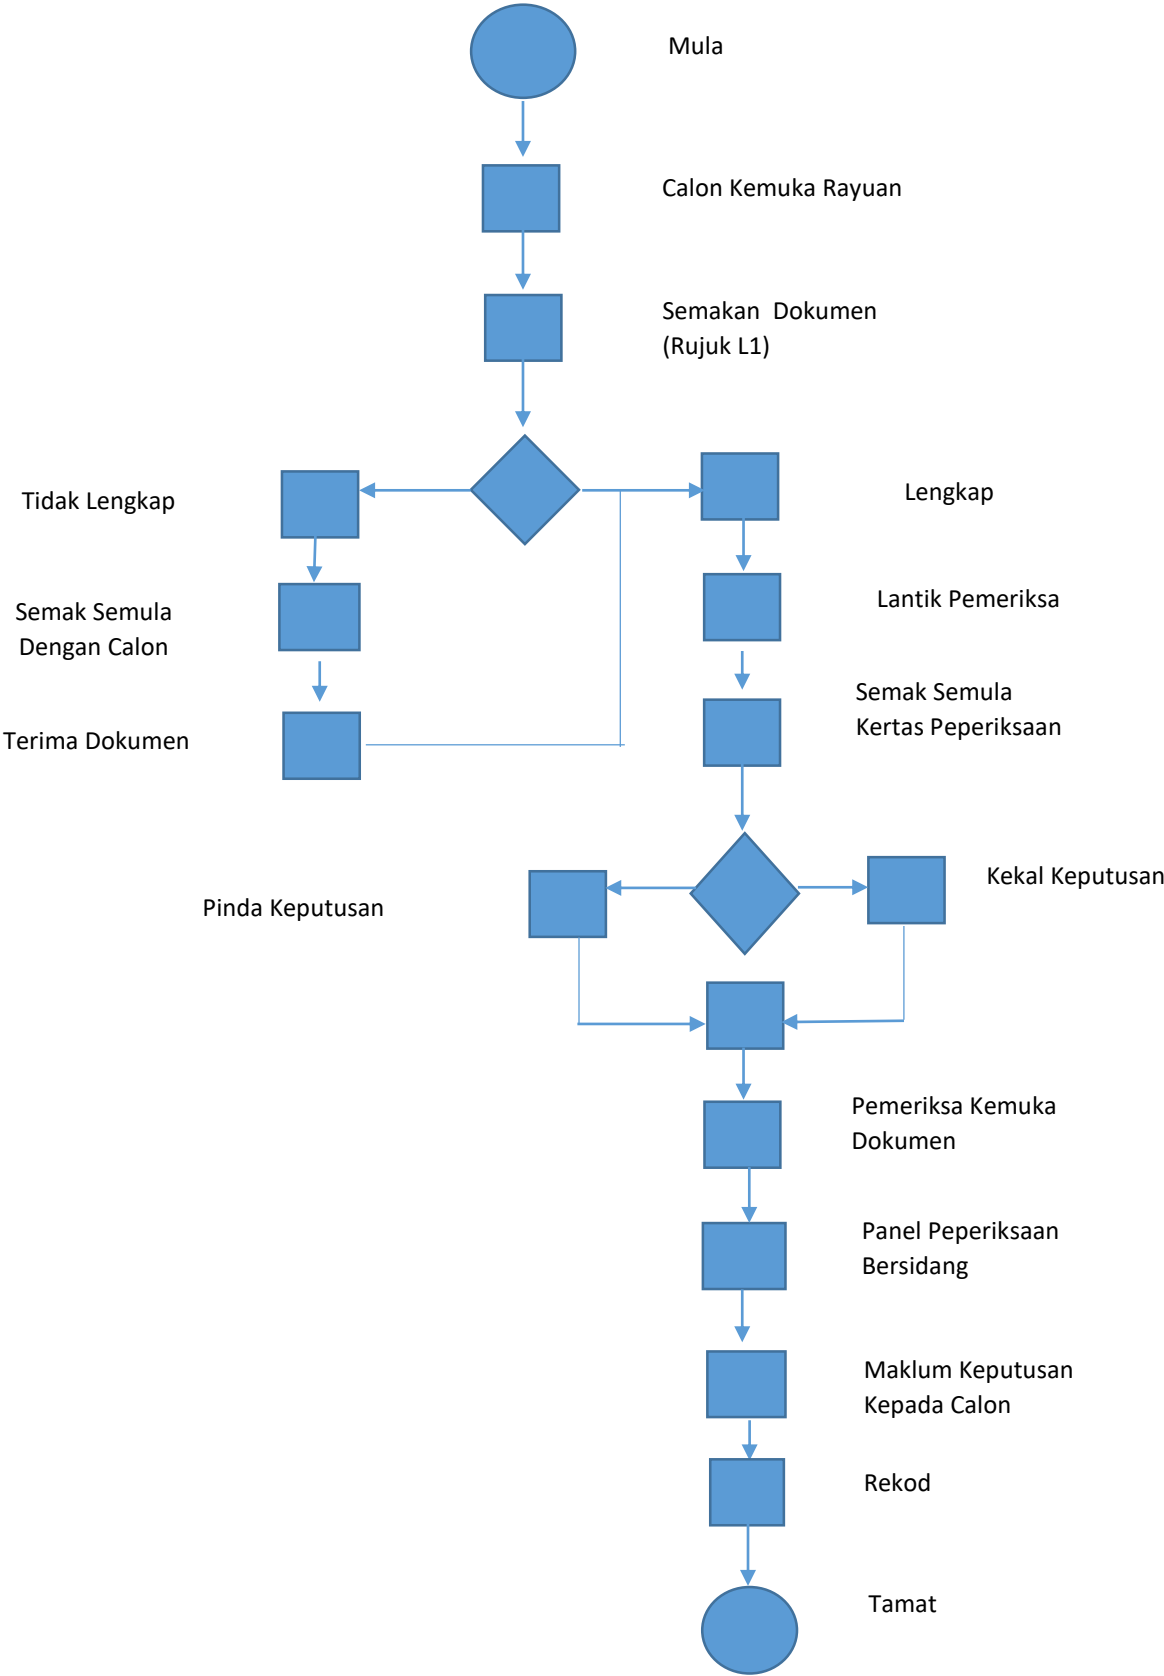 Mula
Calon Kemuka Rayuan
Semakan  Dokumen
(Rujuk L1)
Tidak Lengkap
Lengkap
Semak Semula
Dengan Calon
Lantik Pemeriksa
Terima Dokumen
Semak Semula
Kertas Peperiksaan
Pinda Keputusan
Kekal Keputusan
Pemeriksa Kemuka
Dokumen
Panel Peperiksaan
Bersidang
Maklum Keputusan
Kepada Calon
Rekod
Tamat